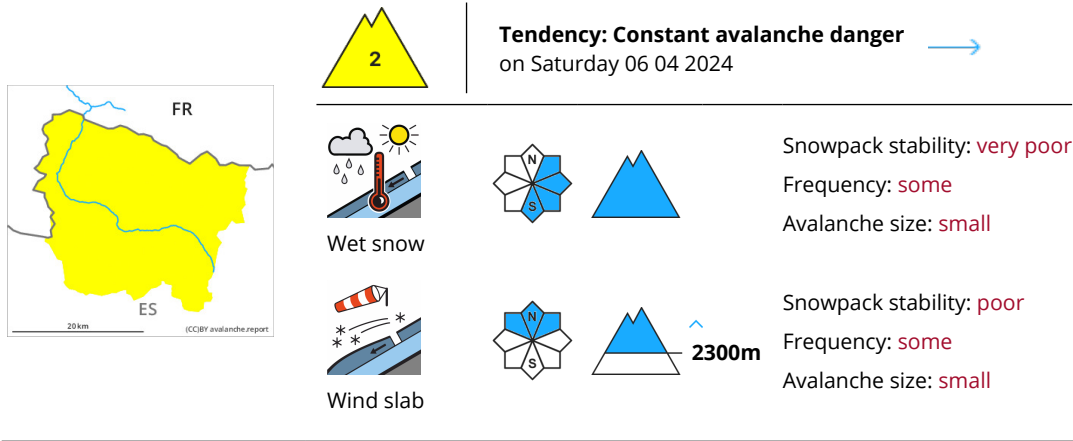 2
Tendency: Constant avalanche danger
on Saturday 06 04 2024
FR
ES
20 km
(CC)BY avalanche.report
N
S
Snowpack stability: very poor
Frequency: some
Avalanche size: small
Wet snow
N
S
2300m
Snowpack stability: poor
Frequency: some
Avalanche size: small
Wind slab